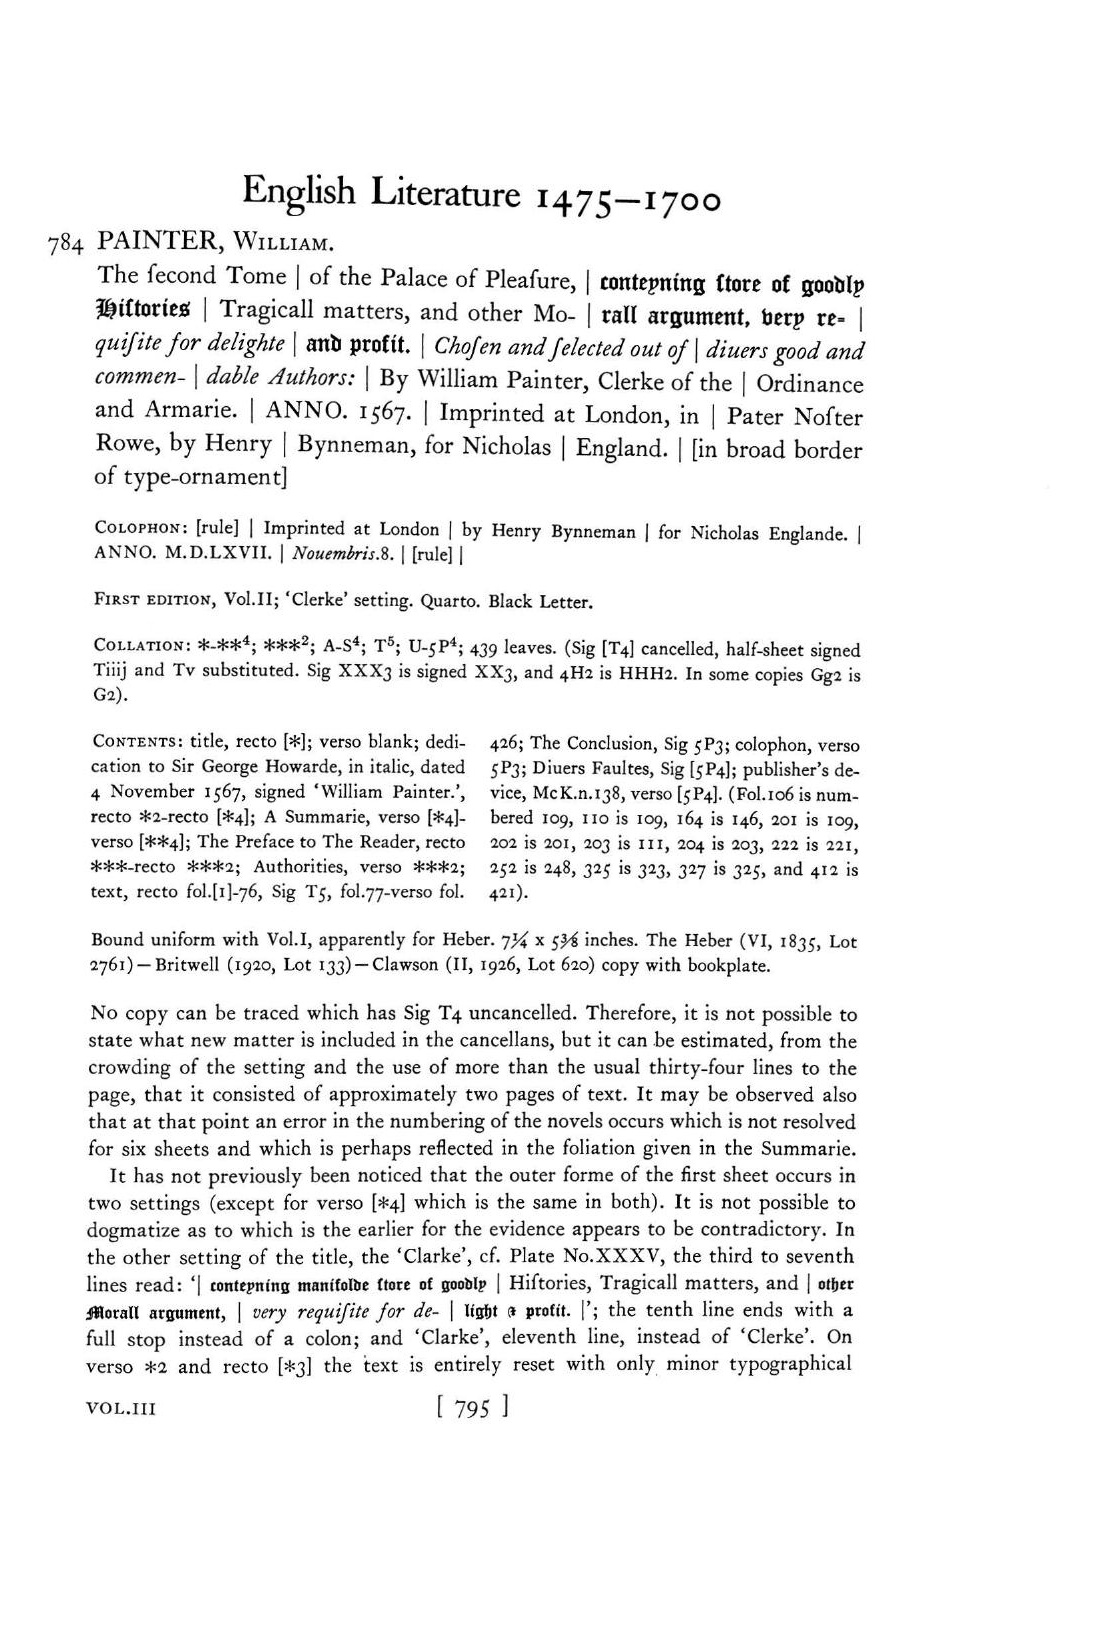 English Literature 1475–1700
784 PAINTER, WILLIAM.
The ſecond Tome | of the Palace of Pleaſure, | conteyning ſtore of goodly
Hiſtories | Tragicall matters, and other Mo- | rall argument, very re= |
quiſite for delighte | and profit. | Choſen and ſelected out of | diuers good and
commen- | dable Authors: | By William Painter, Clerke of the | Ordinance
and Armarie. | ANNO. 1567. | Imprinted at London, in | Pater Noſter
Rowe, by Henry | Bynneman, for Nicholas | England. | [in broad border
of type-ornament]
COLOPHON: [rule] | Imprinted at London | by Henry Bynneman | for Nicholas Englande. |
ANNO. M.D.LXVII. | Nouembris.8. | [rule] |
FIRST EDITION, Vol.II; ‘Clerke’ setting. Quarto. Black Letter.
COLLATION: *-**⁴; ***²; A-S⁴; T⁵; U-5P⁴; 439 leaves. (Sig [T4] cancelled, half-sheet signed
Tiiij and Tv substituted. Sig XXX3 is signed XX3, and 4H2 is HHH2. In some copies Gg2 is
G2).
CONTENTS: title, recto [*]; verso blank; dedi-
cation to Sir George Howarde, in italic, dated
4 November 1567, signed ‘William Painter.’,
recto *2-recto [*4]; A Summarie, verso [*4]-
verso [**4]; The Preface to The Reader, recto
***-recto ***2; Authorities, verso ***2;
text, recto fol.[1]-76, Sig T5, fol.77-verso fol.
426; The Conclusion, Sig 5P3; colophon, verso
5P3; Diuers Faultes, Sig [5P4]; publisher’s de-
vice, McK.n.138, verso [5P4]. (Fol.106 is num-
bered 109, 110 is 109, 164 is 146, 201 is 109,
202 is 201, 203 is 111, 204 is 203, 222 is 221,
252 is 248, 325 is 323, 327 is 325, and 412 is
421).
Bound uniform with Vol.I, apparently for Heber. 7¼ x 5⅜ inches. The Heber (VI, 1835, Lot
2761)—Britwell (1920, Lot 133)—Clawson (II, 1926, Lot 620) copy with bookplate.
No copy can be traced which has Sig T4 uncancelled. Therefore, it is not possible to
state what new matter is included in the cancellans, but it can be estimated, from the
crowding of the setting and the use of more than the usual thirty-four lines to the
page, that it consisted of approximately two pages of text. It may be observed also
that at that point an error in the numbering of the novels occurs which is not resolved
for six sheets and which is perhaps reflected in the foliation given in the Summarie.
It has not previously been noticed that the outer forme of the first sheet occurs in
two settings (except for verso [*4] which is the same in both). It is not possible to
dogmatize as to which is the earlier for the evidence appears to be contradictory. In
the other setting of the title, the ‘Clarke’, cf. Plate No.XXXV, the third to seventh
lines read: ‘| conteyning manifolde ſtore of goodly | Hiſtories, Tragicall matters, and | other
Morall argument, | very requiſite for de- | light & profit. |’; the tenth line ends with a
full stop instead of a colon; and ‘Clarke’, eleventh line, instead of ‘Clerke’. On
verso *2 and recto [*3] the text is entirely reset with only minor typographical
VOL.III
[ 795 ]